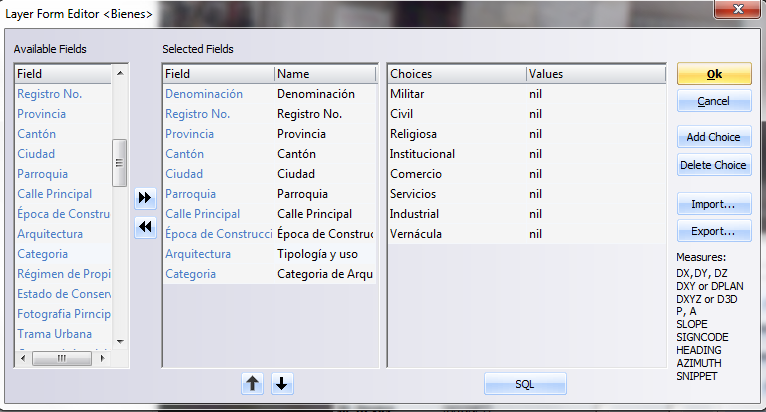 Layer Form Editor <Bienes>
Available Fields
Field
Registro No.
Provincia
Cantón
Ciudad
Parroquia
Calle Principal
Época de Constru
Arquitectura
Categoria
Régimen de Propi
Estado de Conserv
Fotografia Pirncip
Trama Urbana
Selected Fields
Field Name
Denominación Denominación
Registro No. Registro No.
Provincia Provincia
Cantón Cantón
Ciudad Ciudad
Parroquia Parroquia
Calle Principal Calle Principal
Época de Construcci Época de Construc
Arquitectura Tipología y uso
Categoria Categoria de Arqu
Choices Values
Militar nil
Civil nil
Religiosa nil
Institucional nil
Comercio nil
Servicios nil
Industrial nil
Vernácula nil
SQL
Ok
Cancel
Add Choice
Delete Choice
Import...
Export...
Measures:
DX,DY, DZ
DXY or DPLAN
DXYZ or D3D
P, A
SLOPE
SIGNCODE
HEADING
AZIMUTH
SNIPPET